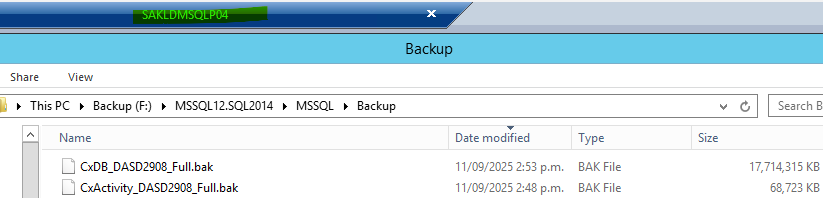 SAKLDMSQLP04
Backup
Share View
This PC Backup (F:) MSSQL12.SQL2014 MSSQL Backup Search B
Name Date modified Type Size
CxDB_DASD2908_Full.bak 11/09/2025 2:53 p.m. BAK File 17,714,315 KB
CxActivity_DASD2908_Full.bak 11/09/2025 2:48 p.m. BAK File 68,723 KB